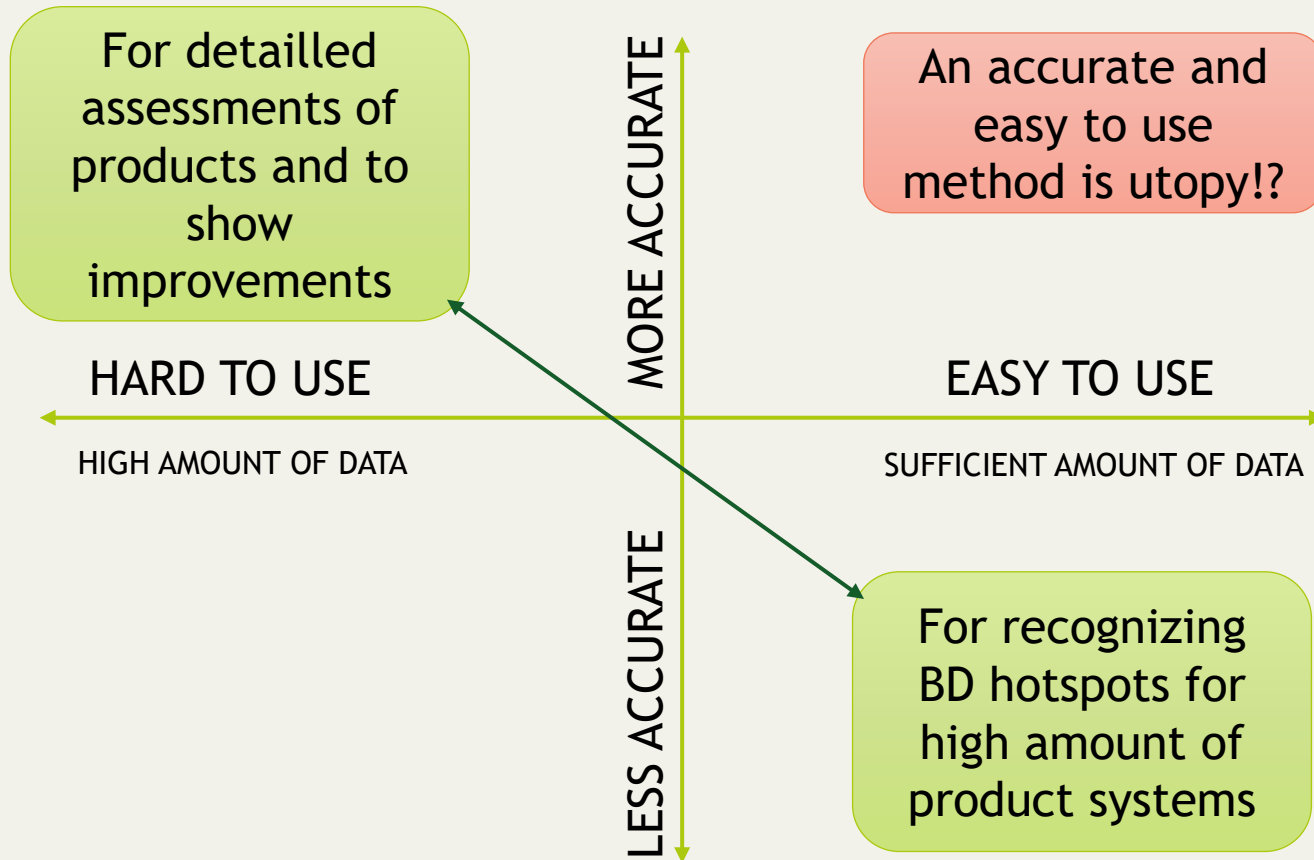 For detailled
assessments of
products and to
show
improvements
MORE ACCURATE
An accurate and
easy to use
method is utopy!?
HARD TO USE
EASY TO USE
HIGH AMOUNT OF DATA
SUFFICIENT AMOUNT OF DATA
LESS ACCURATE
For recognizing
BD hotspots for
high amount of
product systems